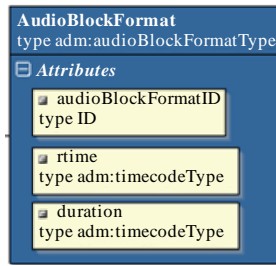 AudioBlockFormat
type adm:audioBlockFormatType
Attributes
audioBlockFormatID
type ID
rtime
type adm:timecodeType
duration
type adm:timecodeType